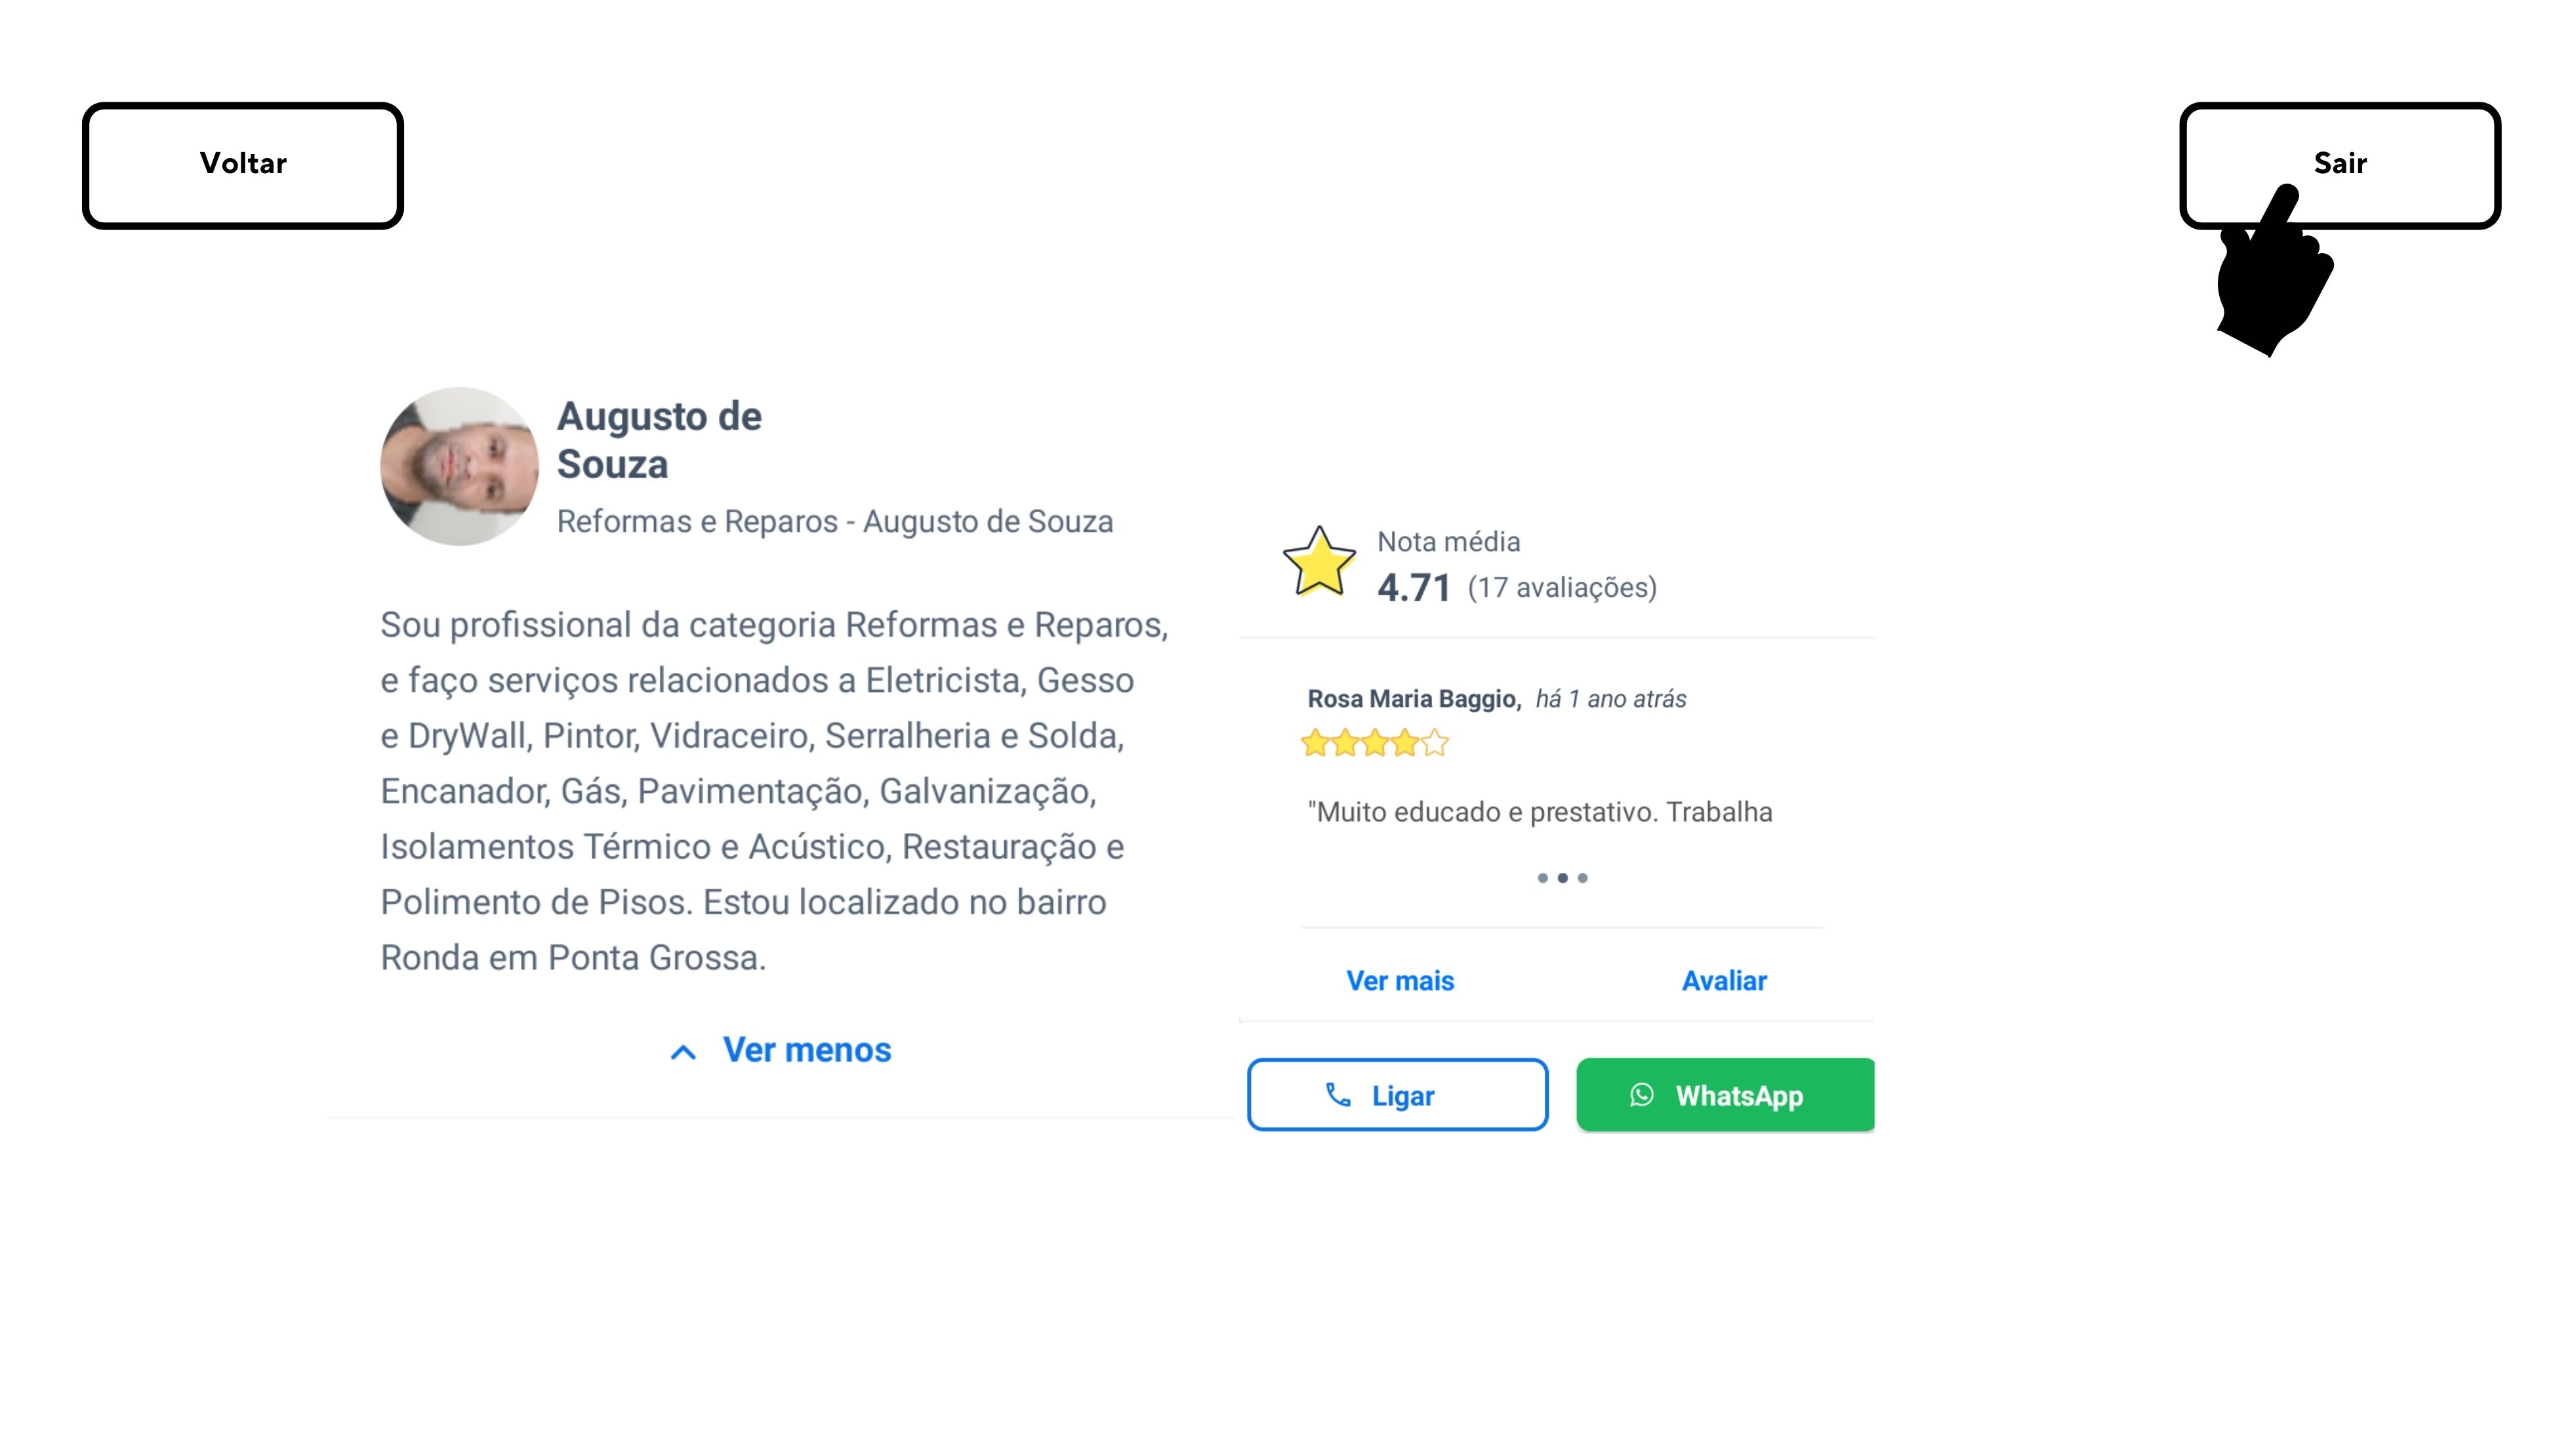 Voltar
Sair
Augusto de
Souza
Reformas e Reparos - Augusto de Souza
Sou profissional da categoria Reformas e Reparos,
e faço serviços relacionados a Eletricista, Gesso
e DryWall, Pintor, Vidraceiro, Serralheria e Solda,
Encanador, Gás, Pavimentação, Galvanização,
Isolamentos Térmico e Acústico, Restauração e
Polimento de Pisos. Estou localizado no bairro
Ronda em Ponta Grossa.
Ver menos
Nota média
4.71 (17 avaliações)
Rosa Maria Baggio, há 1 ano atrás
"Muito educado e prestativo. Trabalha
Ver mais
Avaliar
Ligar
WhatsApp